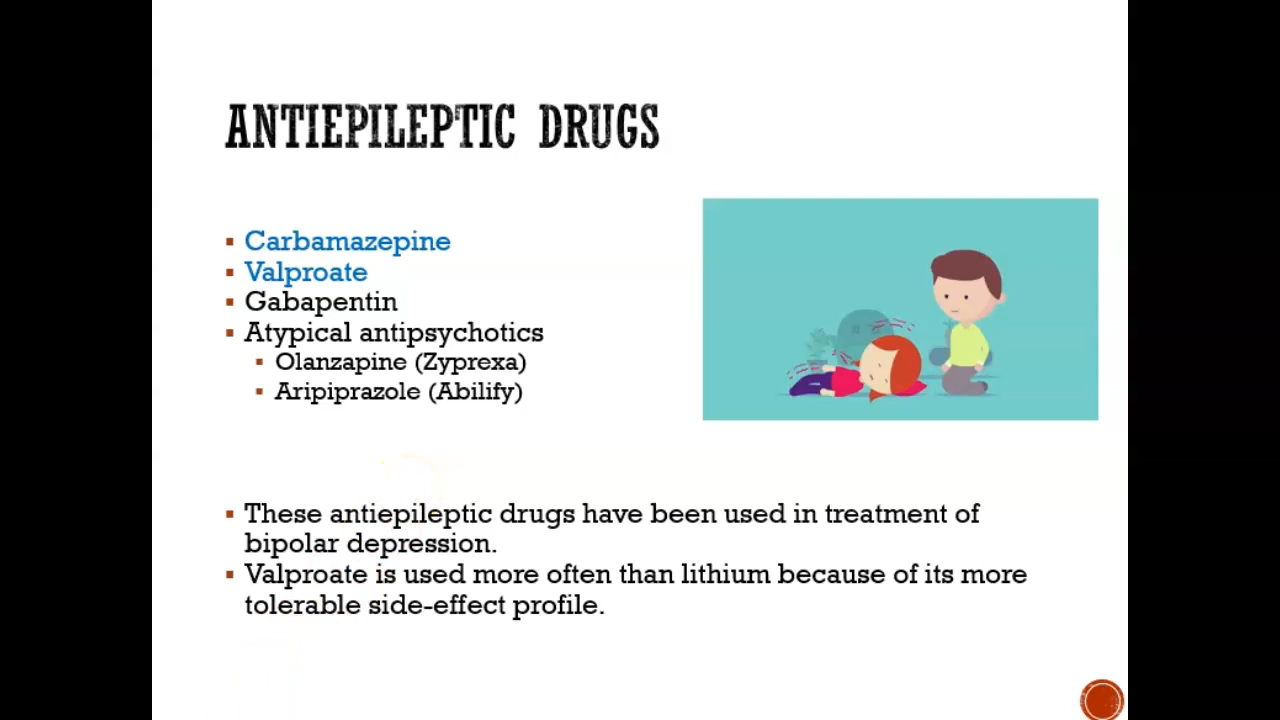 ANTIEPILEPTIC DRUGS
Carbamazepine
Valproate
Gabapentin
Atypical antipsychotics
Olanzapine (Zyprexa)
Aripiprazole (Abilify)
These antiepileptic drugs have been used in treatment of
bipolar depression.
Valproate is used more often than lithium because of its more
tolerable side-effect profile.